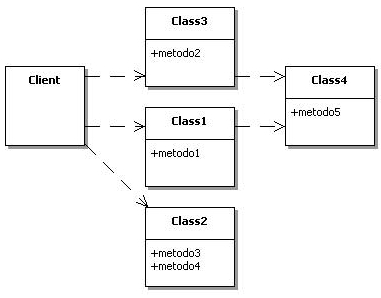 Class3
+metodo2
Client
Class4
+metodo5
Class1
+metodo1
Class2
+metodo3
+metodo4